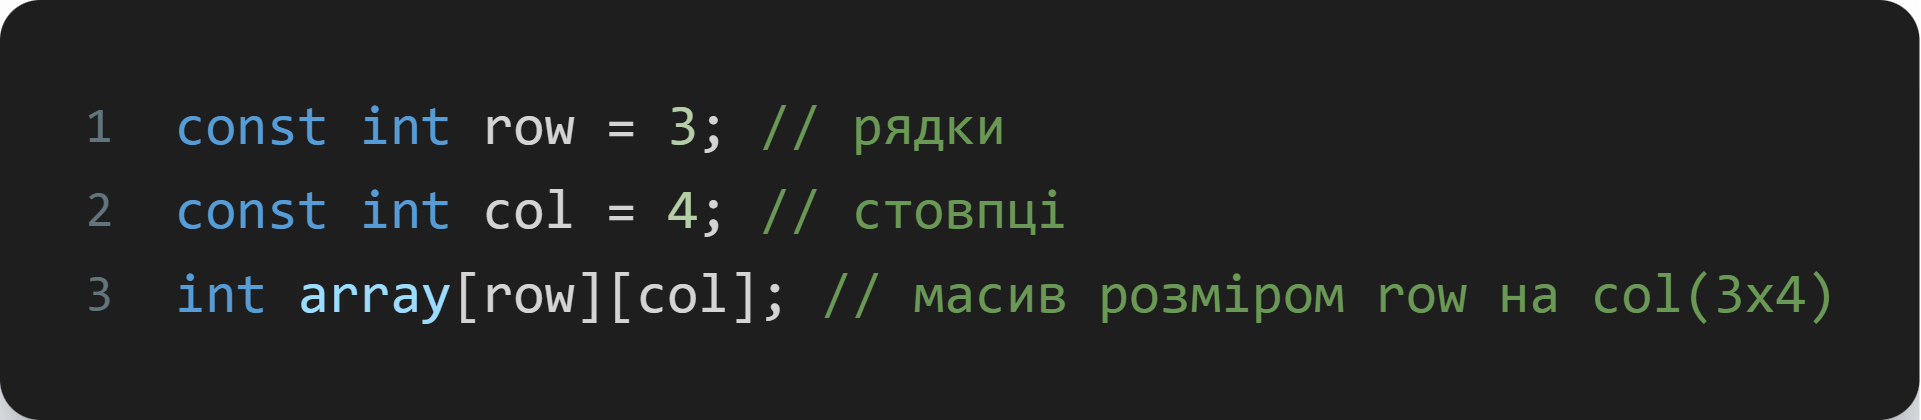 1 const int row = 3; // рядки
2 const int col = 4; // стовпці
3 int array[row][col]; // масив розміром row на col(3x4)